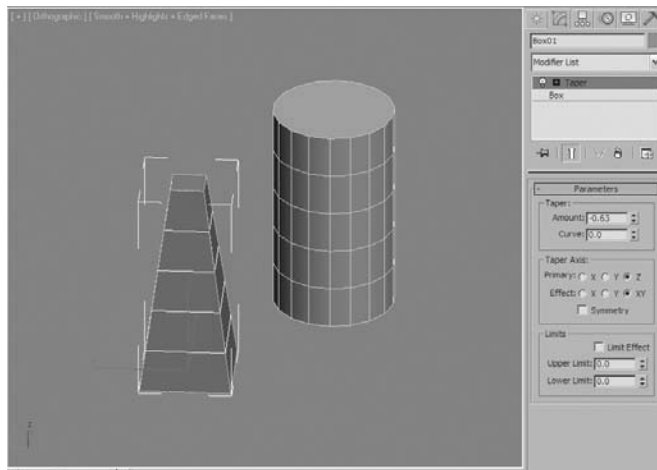 [ + ] [ Orthographic ] [ Smooth + Highlights + Edged Faces ]
Box01
Modifier List
Taper
Box
- Parameters
Taper:
Amount: -0.63
Curve: 0.0
Taper Axis:
Primary: X Y Z
Effect: X Y XY
Symmetry
Limits
Limit Effect
Upper Limit: 0.0
Lower Limit: 0.0
z